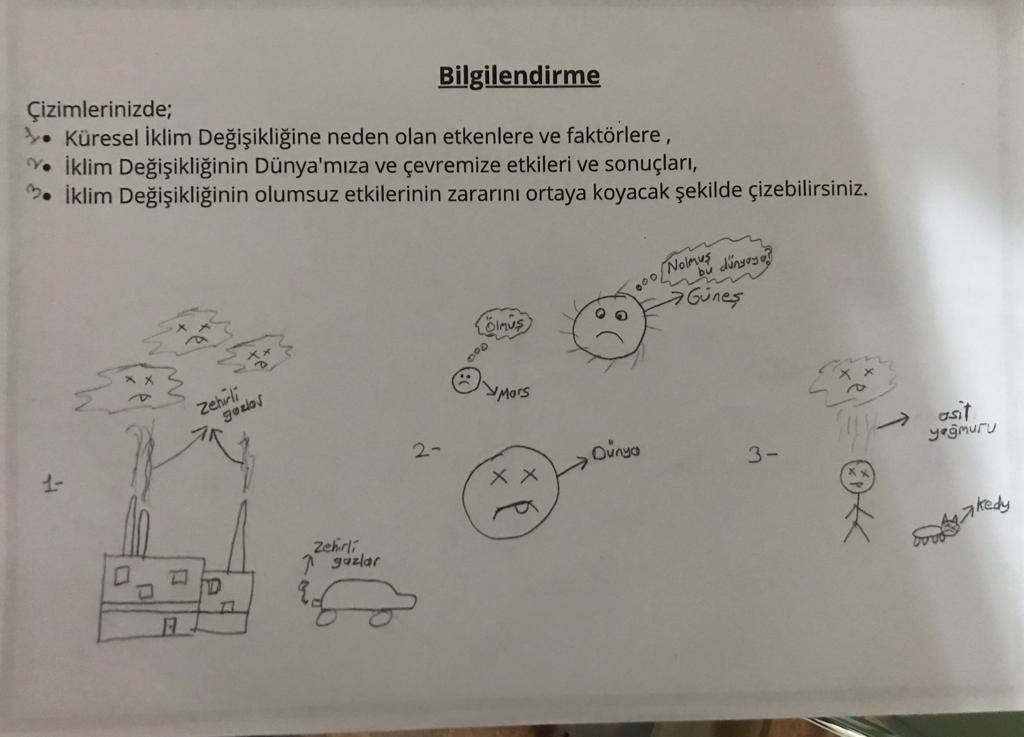 Bilgilendirme
Çizimlerinizde;
1 • Küresel İklim Değişikliğine neden olan etkenlere ve faktörlere ,
2 • İklim Değişikliğinin Dünya'mıza ve çevremize etkileri ve sonuçları,
3 • İklim Değişikliğinin olumsuz etkilerinin zararını ortaya koyacak şekilde çizebilirsiniz.
1-
Zehirli
gazlar
Zehirli
gazlar
2-
Ölmüş
Mars
Nolmuş
bu dünyaya?
Güneş
Dünya
3-
asit
yağmuru
kedy